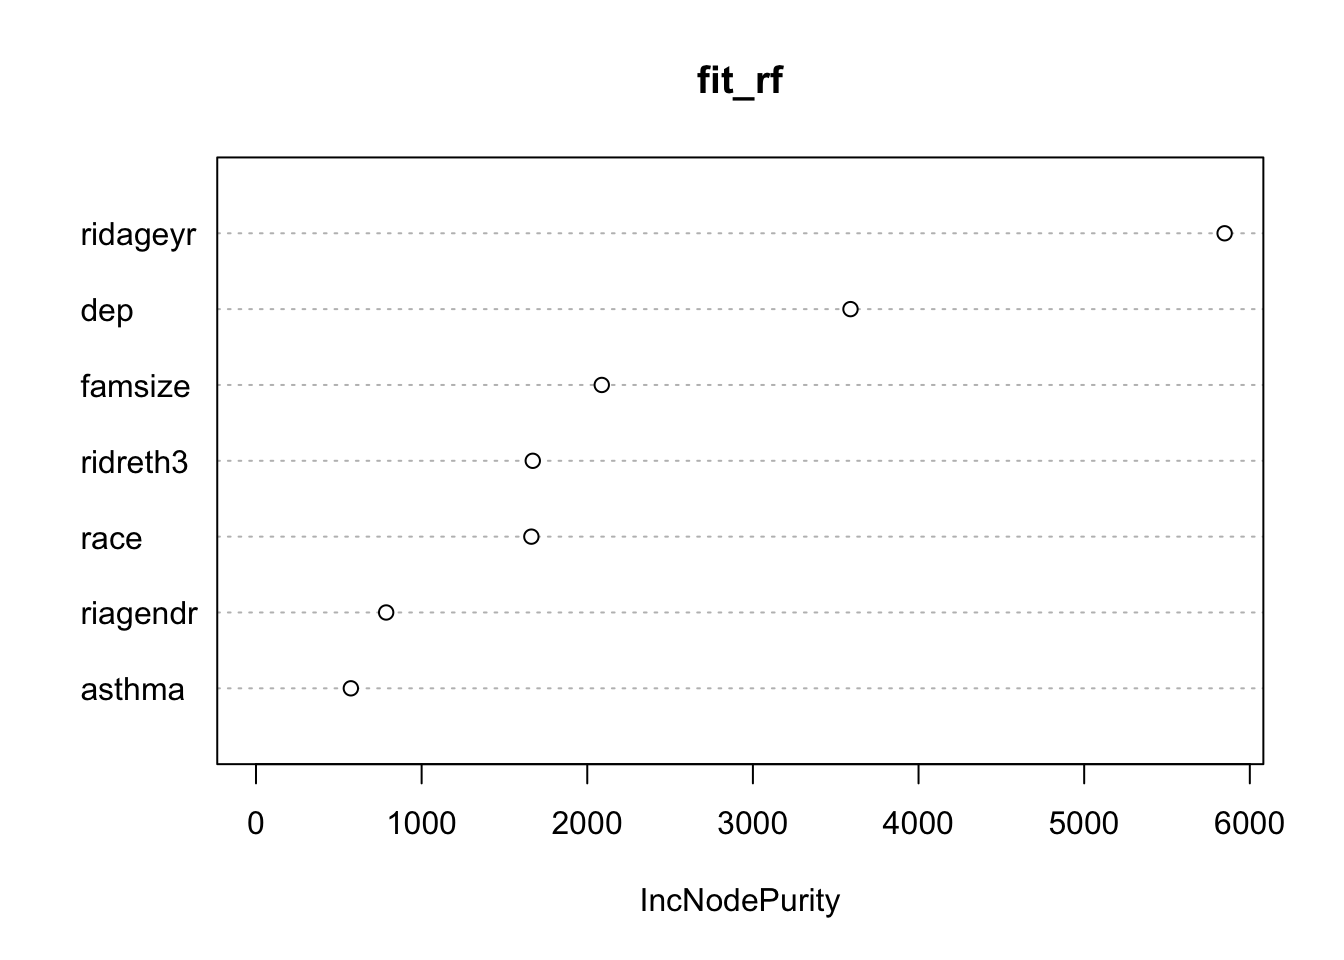 fit_rf
ridageyr
dep
famsize
ridreth3
race
riagendr
asthma
0 1000 2000 3000 4000 5000 6000
IncNodePurity